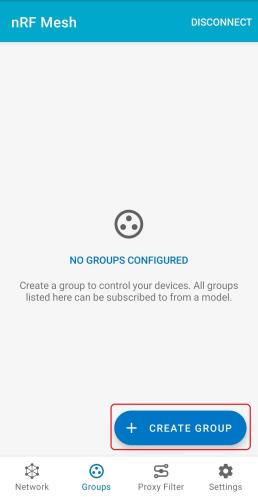 nRF Mesh DISCONNECT
NO GROUPS CONFIGURED
Create a group to control your devices. All groups
listed here can be subscribed to from a model.
+ CREATE GROUP
Network Groups Proxy Filter Settings